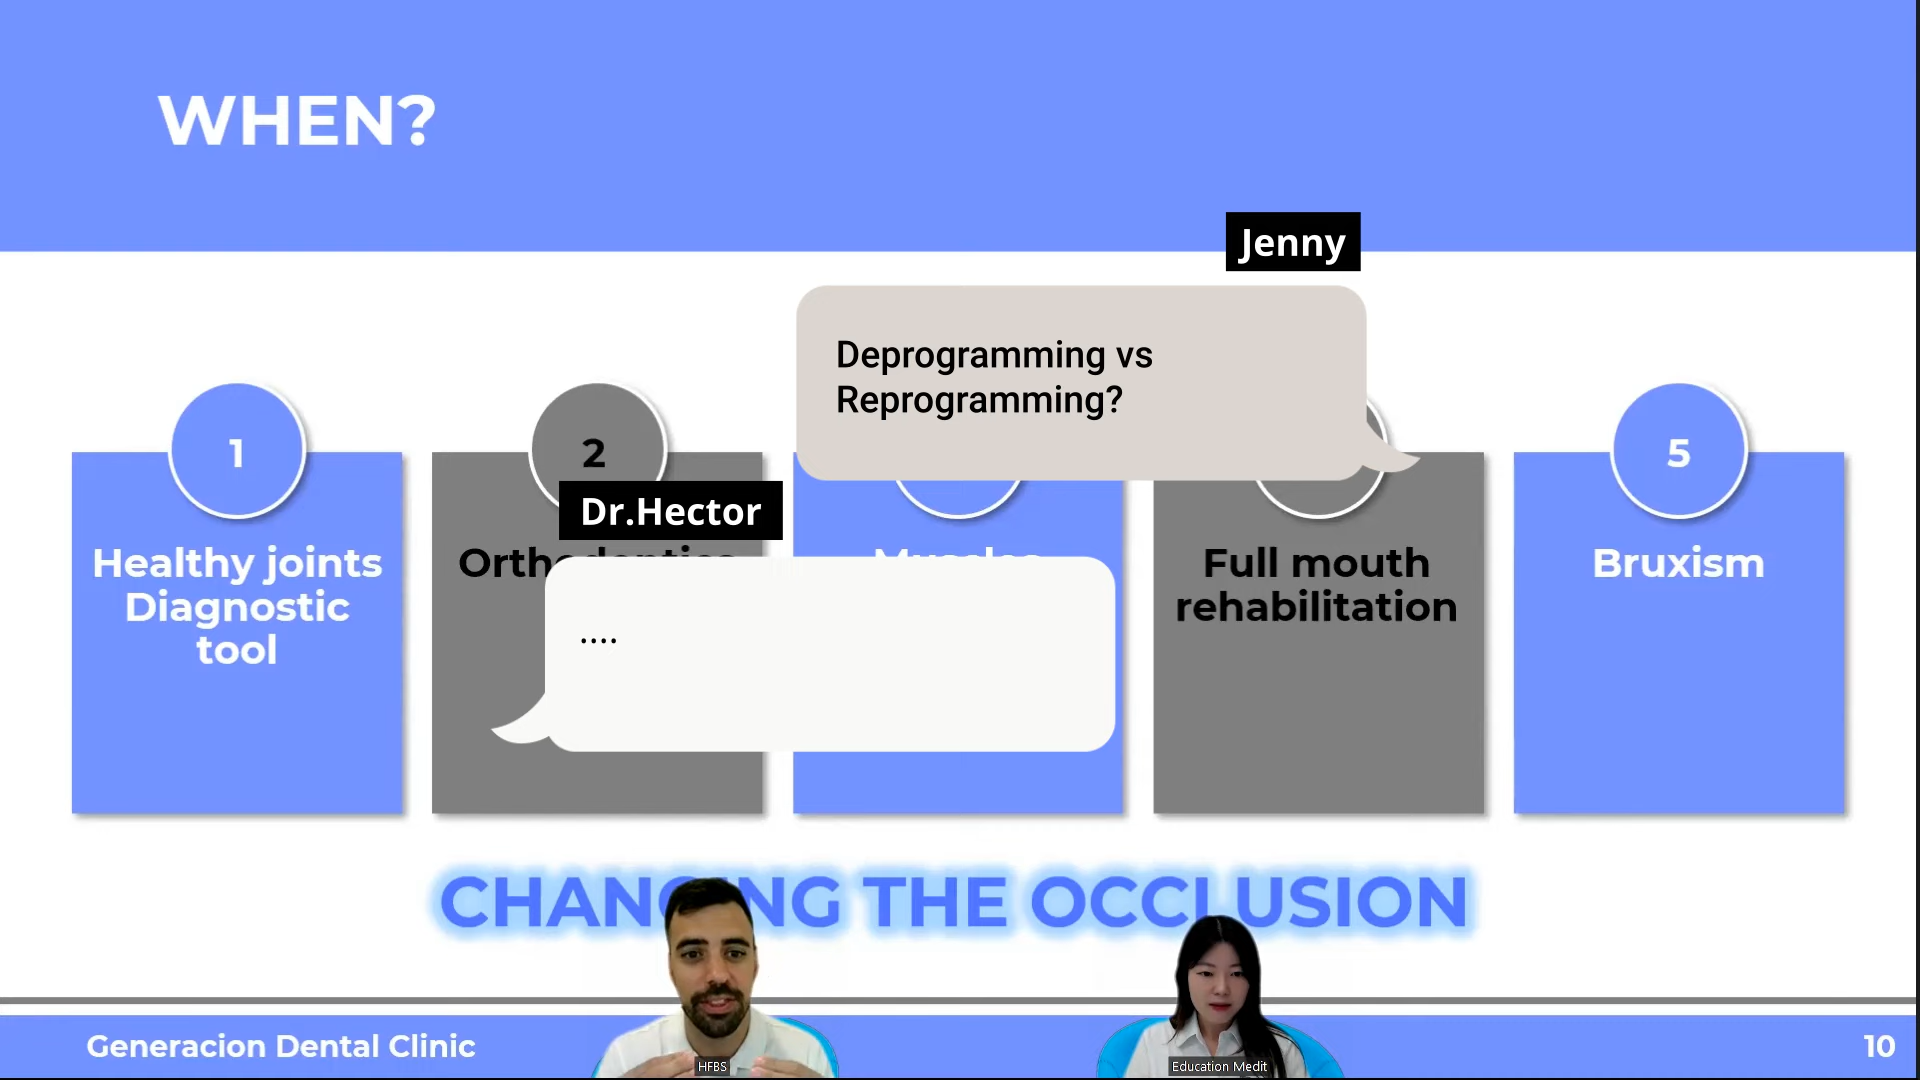 WHEN?
Jenny
Deprogramming vs
Reprogramming?
1
2
5
Dr.Hector
Healthy joints
Diagnostic
tool
Orthodontics
Muscles
Full mouth
rehabilitation
Bruxism
....
CHANGING THE OCCLUSION
Generacion Dental Clinic
HFBS
Education Medit
10